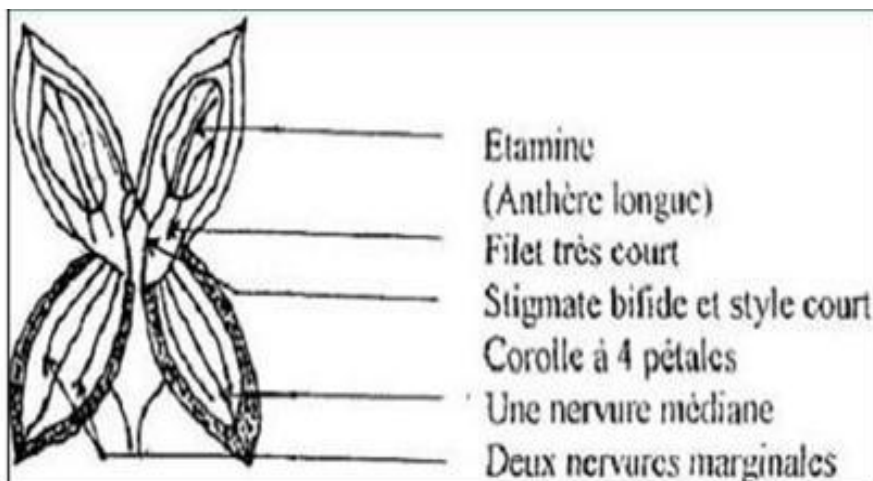 Etamine
(Anthère longue)
Filet très court
Stigmate bifide et style court
Corolle à 4 pétales
Une nervure médiane
Deux nervures marginales